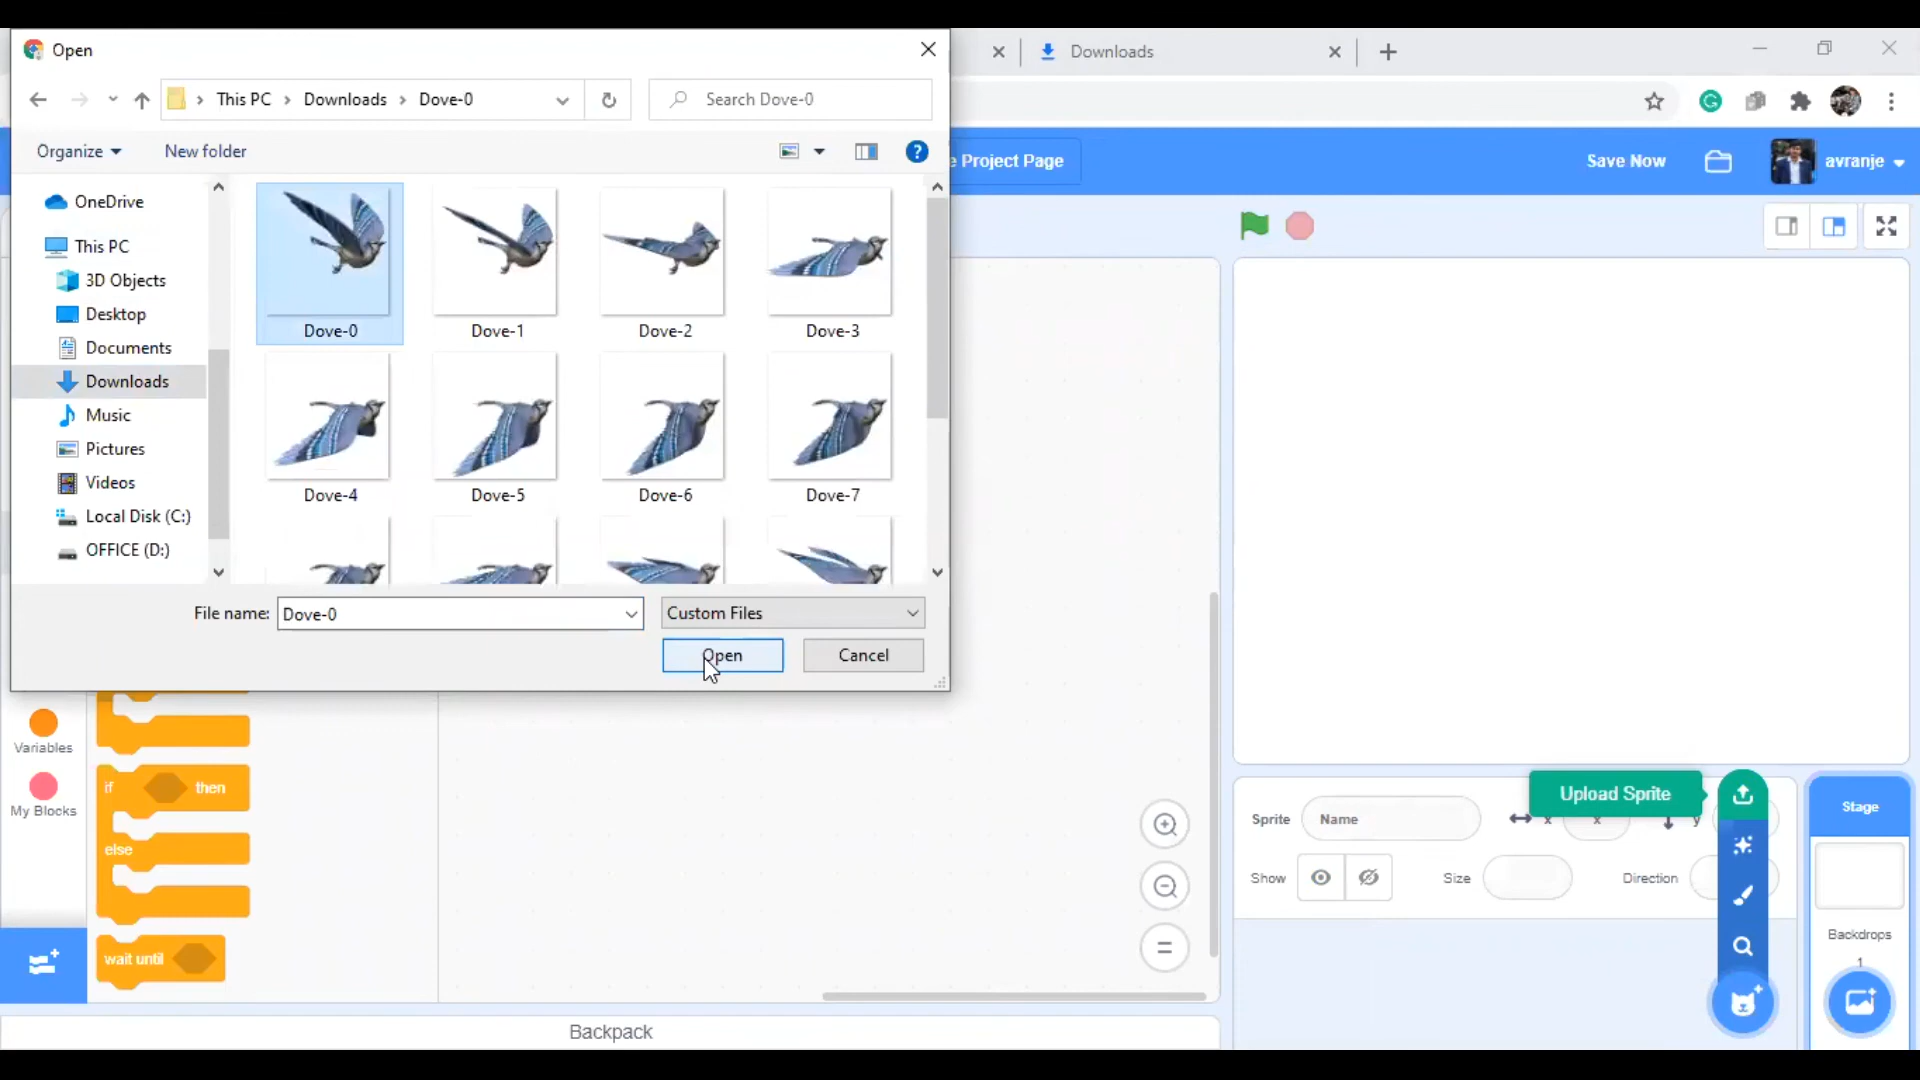 Open
Downloads
This PC > Downloads > Dove-0
Search Dove-0
Organize
New folder
e Project Page
Save Now
avranje
OneDrive
This PC
3D Objects
Desktop
Documents
Downloads
Music
Pictures
Videos
Local Disk (C:)
OFFICE (D:)
Dove-0
Dove-1
Dove-2
Dove-3
Dove-4
Dove-5
Dove-6
Dove-7
File name:
Dove-0
Custom Files
Open
Cancel
Variables
My Blocks
if then
else
wait until
Backpack
Upload Sprite
Sprite
Name
x
x
y
Show
Size
Direction
Stage
Backdrops
1